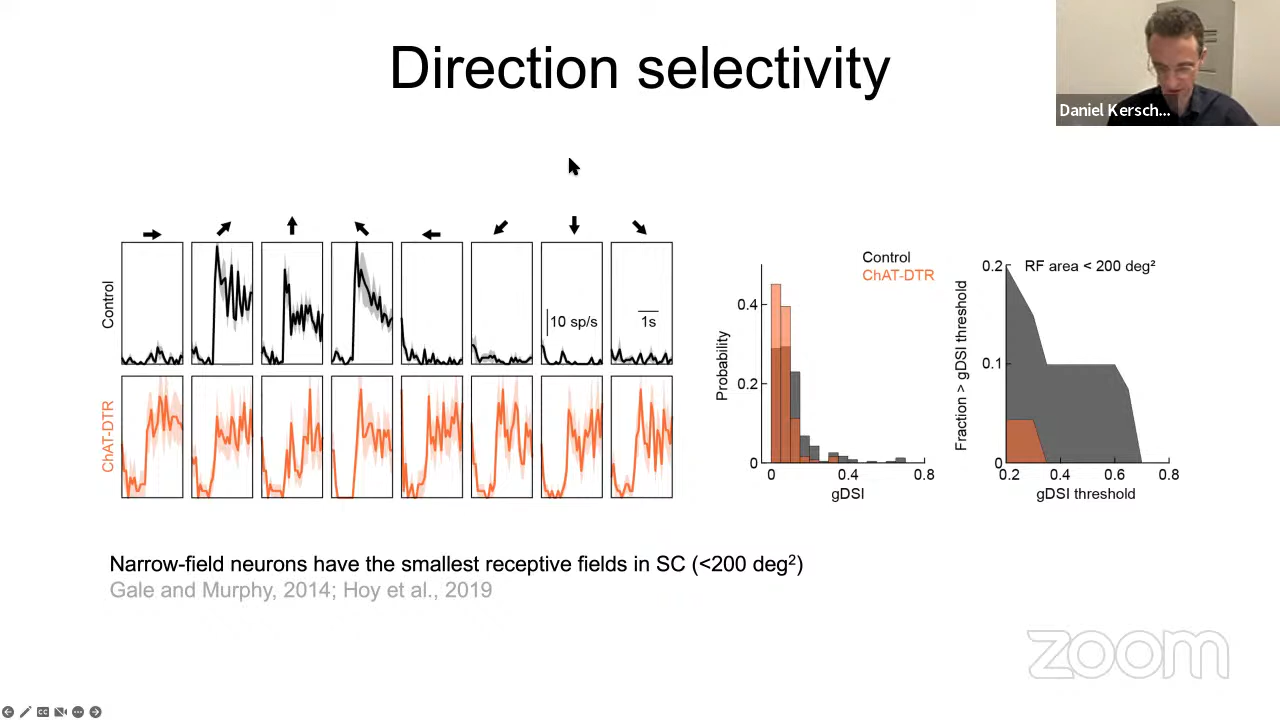 Direction selectivity
Daniel Kersch...
Control
10 sp/s
1s
ChAT-DTR
Control
ChAT-DTR
Probability
0.4
0.2
0
0
0.4
0.8
gDSI
RF area < 200 deg²
Fraction > gDSI threshold
0.2
0.1
0
0.2
0.4
0.6
0.8
gDSI threshold
Narrow-field neurons have the smallest receptive fields in SC (<200 deg²)
Gale and Murphy, 2014; Hoy et al., 2019
zoom